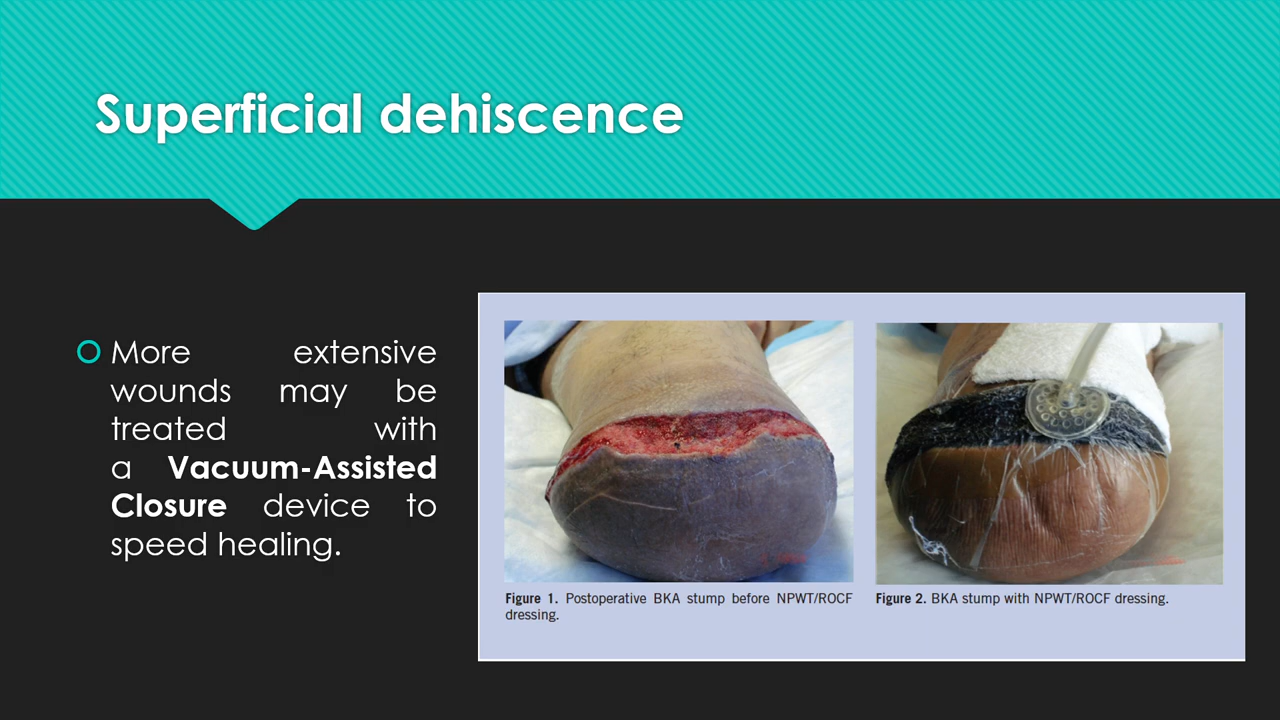 Superficial dehiscence
More extensive
wounds may be
treated with
a Vacuum-Assisted
Closure device to
speed healing.
Figure 1. Postoperative BKA stump before NPWT/ROCF
dressing.
Figure 2. BKA stump with NPWT/ROCF dressing.